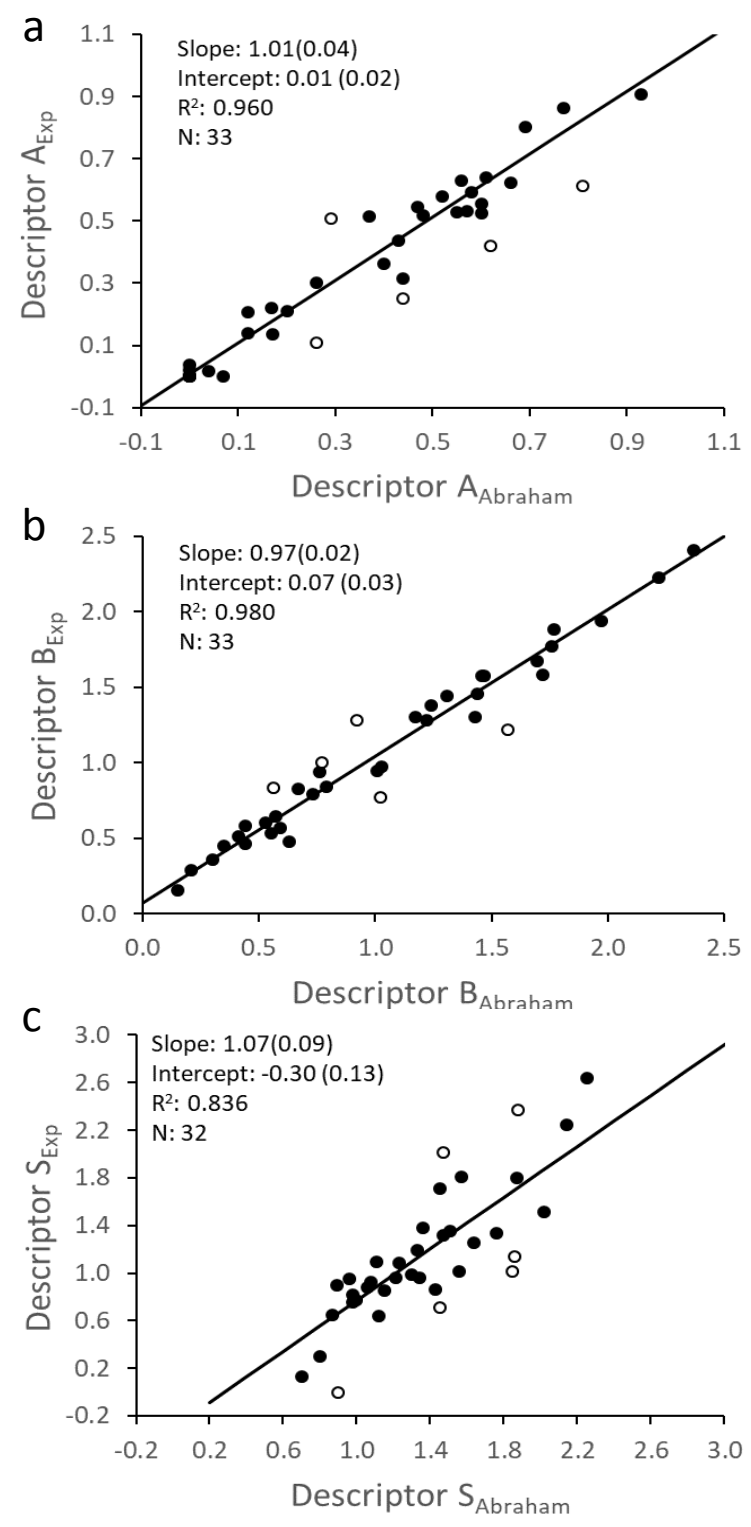 a
Slope: 1.01(0.04)
Intercept: 0.01 (0.02)
R²: 0.960
N: 33
Descriptor A_Exp
1.1
0.9
0.7
0.5
0.3
0.1
-0.1
-0.1 0.1 0.3 0.5 0.7 0.9 1.1
Descriptor A_Abraham
b
Slope: 0.97(0.02)
Intercept: 0.07 (0.03)
R²: 0.980
N: 33
Descriptor B_Exp
2.5
2.0
1.5
1.0
0.5
0.0
0.0 0.5 1.0 1.5 2.0 2.5
Descriptor B_Abraham
c
Slope: 1.07(0.09)
Intercept: -0.30 (0.13)
R²: 0.836
N: 32
Descriptor S_Exp
3.0
2.6
2.2
1.8
1.4
1.0
0.6
0.2
-0.2
-0.2 0.2 0.6 1.0 1.4 1.8 2.2 2.6 3.0
Descriptor S_Abraham